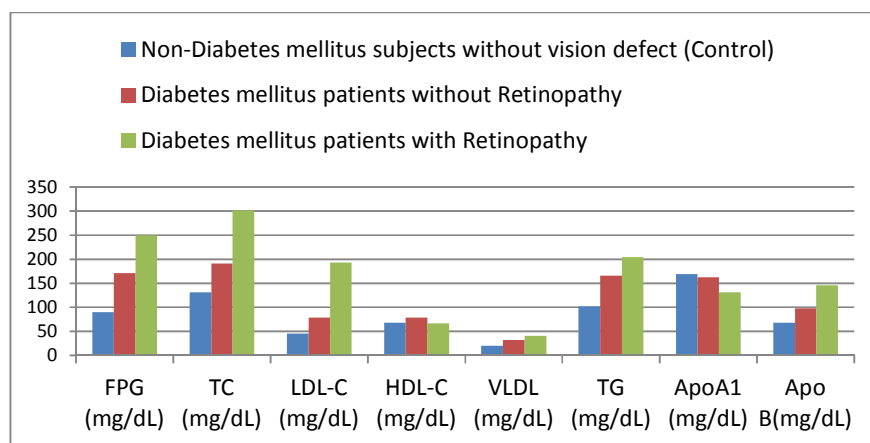 Non-Diabetes mellitus subjects without vision defect (Control)
Diabetes mellitus patients without Retinopathy
Diabetes mellitus patients with Retinopathy
350
300
250
200
150
100
50
0
FPG (mg/dL)
TC (mg/dL)
LDL-C (mg/dL)
HDL-C (mg/dL)
VLDL (mg/dL)
TG (mg/dL)
ApoA1 (mg/dL)
Apo B(mg/dL)